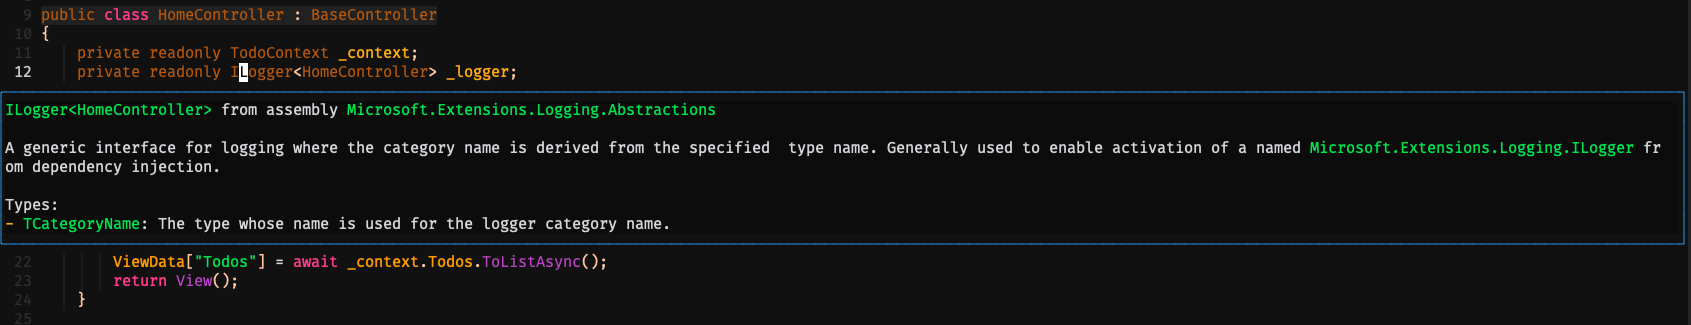 9 public class HomeController : BaseController
10 {
11 private readonly TodoContext _context;
12 private readonly ILogger<HomeController> _logger;
ILogger<HomeController> from assembly Microsoft.Extensions.Logging.Abstractions
A generic interface for logging where the category name is derived from the specified  type name. Generally used to enable activation of a named Microsoft.Extensions.Logging.ILogger fr
om dependency injection.
Types:
- TCategoryName: The type whose name is used for the logger category name.
22 ViewData["Todos"] = await _context.Todos.ToListAsync();
23 return View();
24 }
25